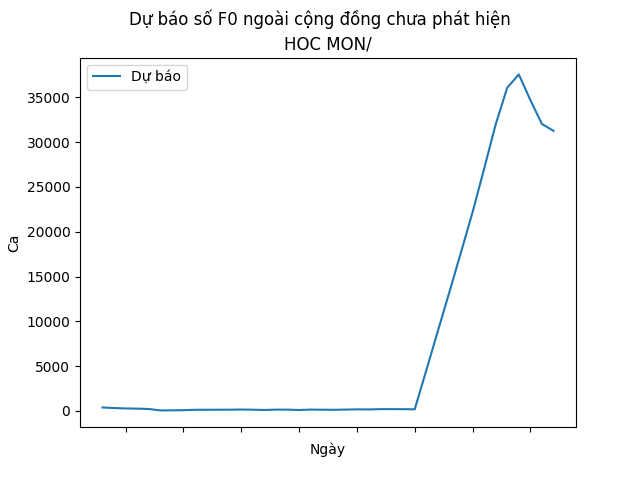 Dự báo số F0 ngoài cộng đồng chưa phát hiện
HOC MON/
Dự báo
35000
30000
25000
20000
15000
10000
5000
0
Ca
Ngày